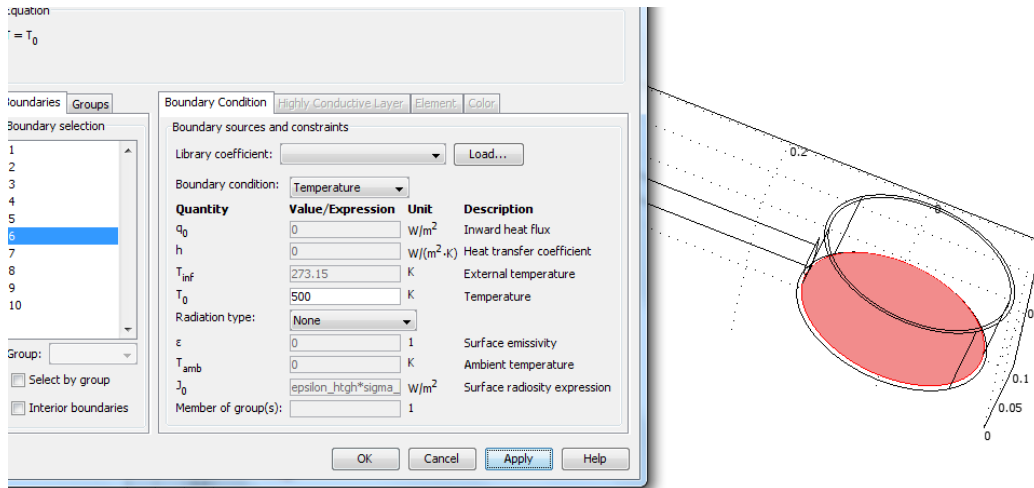 Equation
T = T0
Boundaries Groups
Boundary selection
1
2
3
4
5
6
7
8
9
10
Group:
Select by group
Interior boundaries
Boundary Condition Highly Conductive Layer Element Color
Boundary sources and constraints
Library coefficient: Load...
Boundary condition: Temperature
Quantity Value/Expression Unit Description
q0 0 W/m² Inward heat flux
h 0 W/(m²·K) Heat transfer coefficient
Tinf 273.15 K External temperature
T0 500 K Temperature
Radiation type: None
ε 0 1 Surface emissivity
Tamb 0 K Ambient temperature
J0 epsilon_htgh*sigma_ W/m² Surface radiosity expression
Member of group(s): 1
OK Cancel Apply Help
0.2
0
0.1
0.05
0